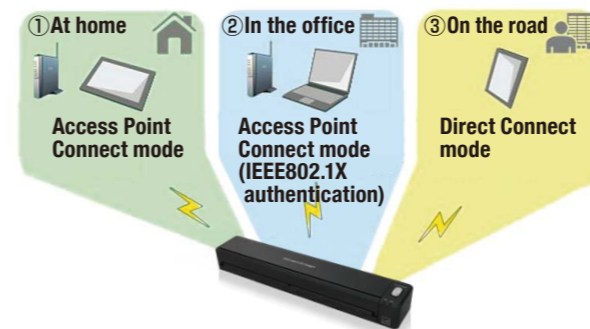 ①At home
Access Point
Connect mode
②In the office
Access Point
Connect mode
(IEEE802.1X
authentication)
③On the road
Direct Connect
mode